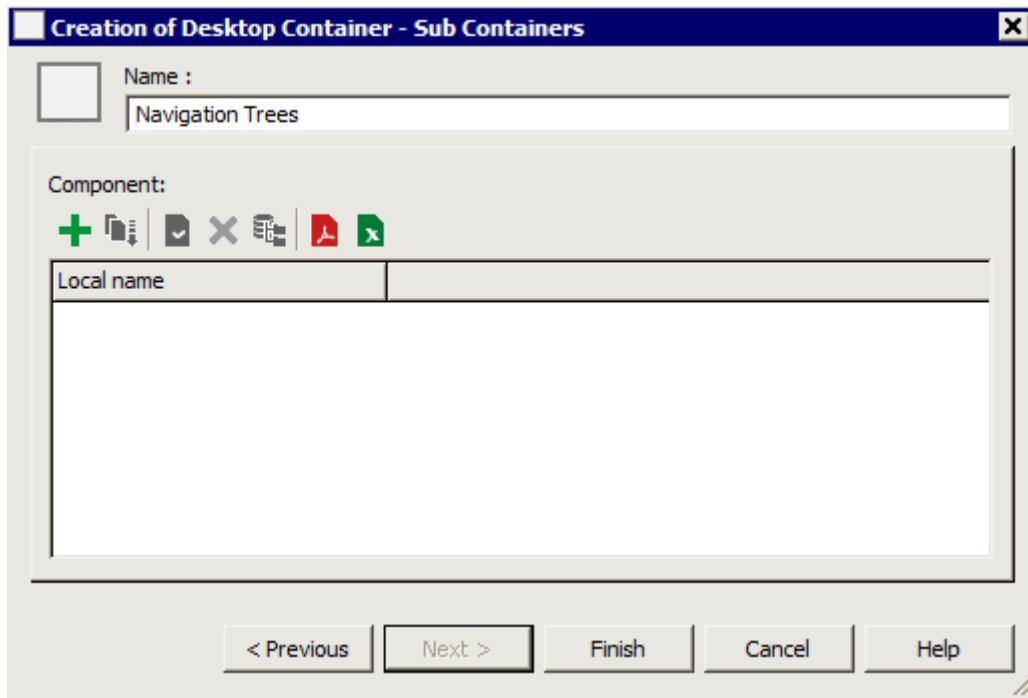 Creation of Desktop Container - Sub Containers
Name :
Navigation Trees
Component:
Local name
< Previous
Next >
Finish
Cancel
Help